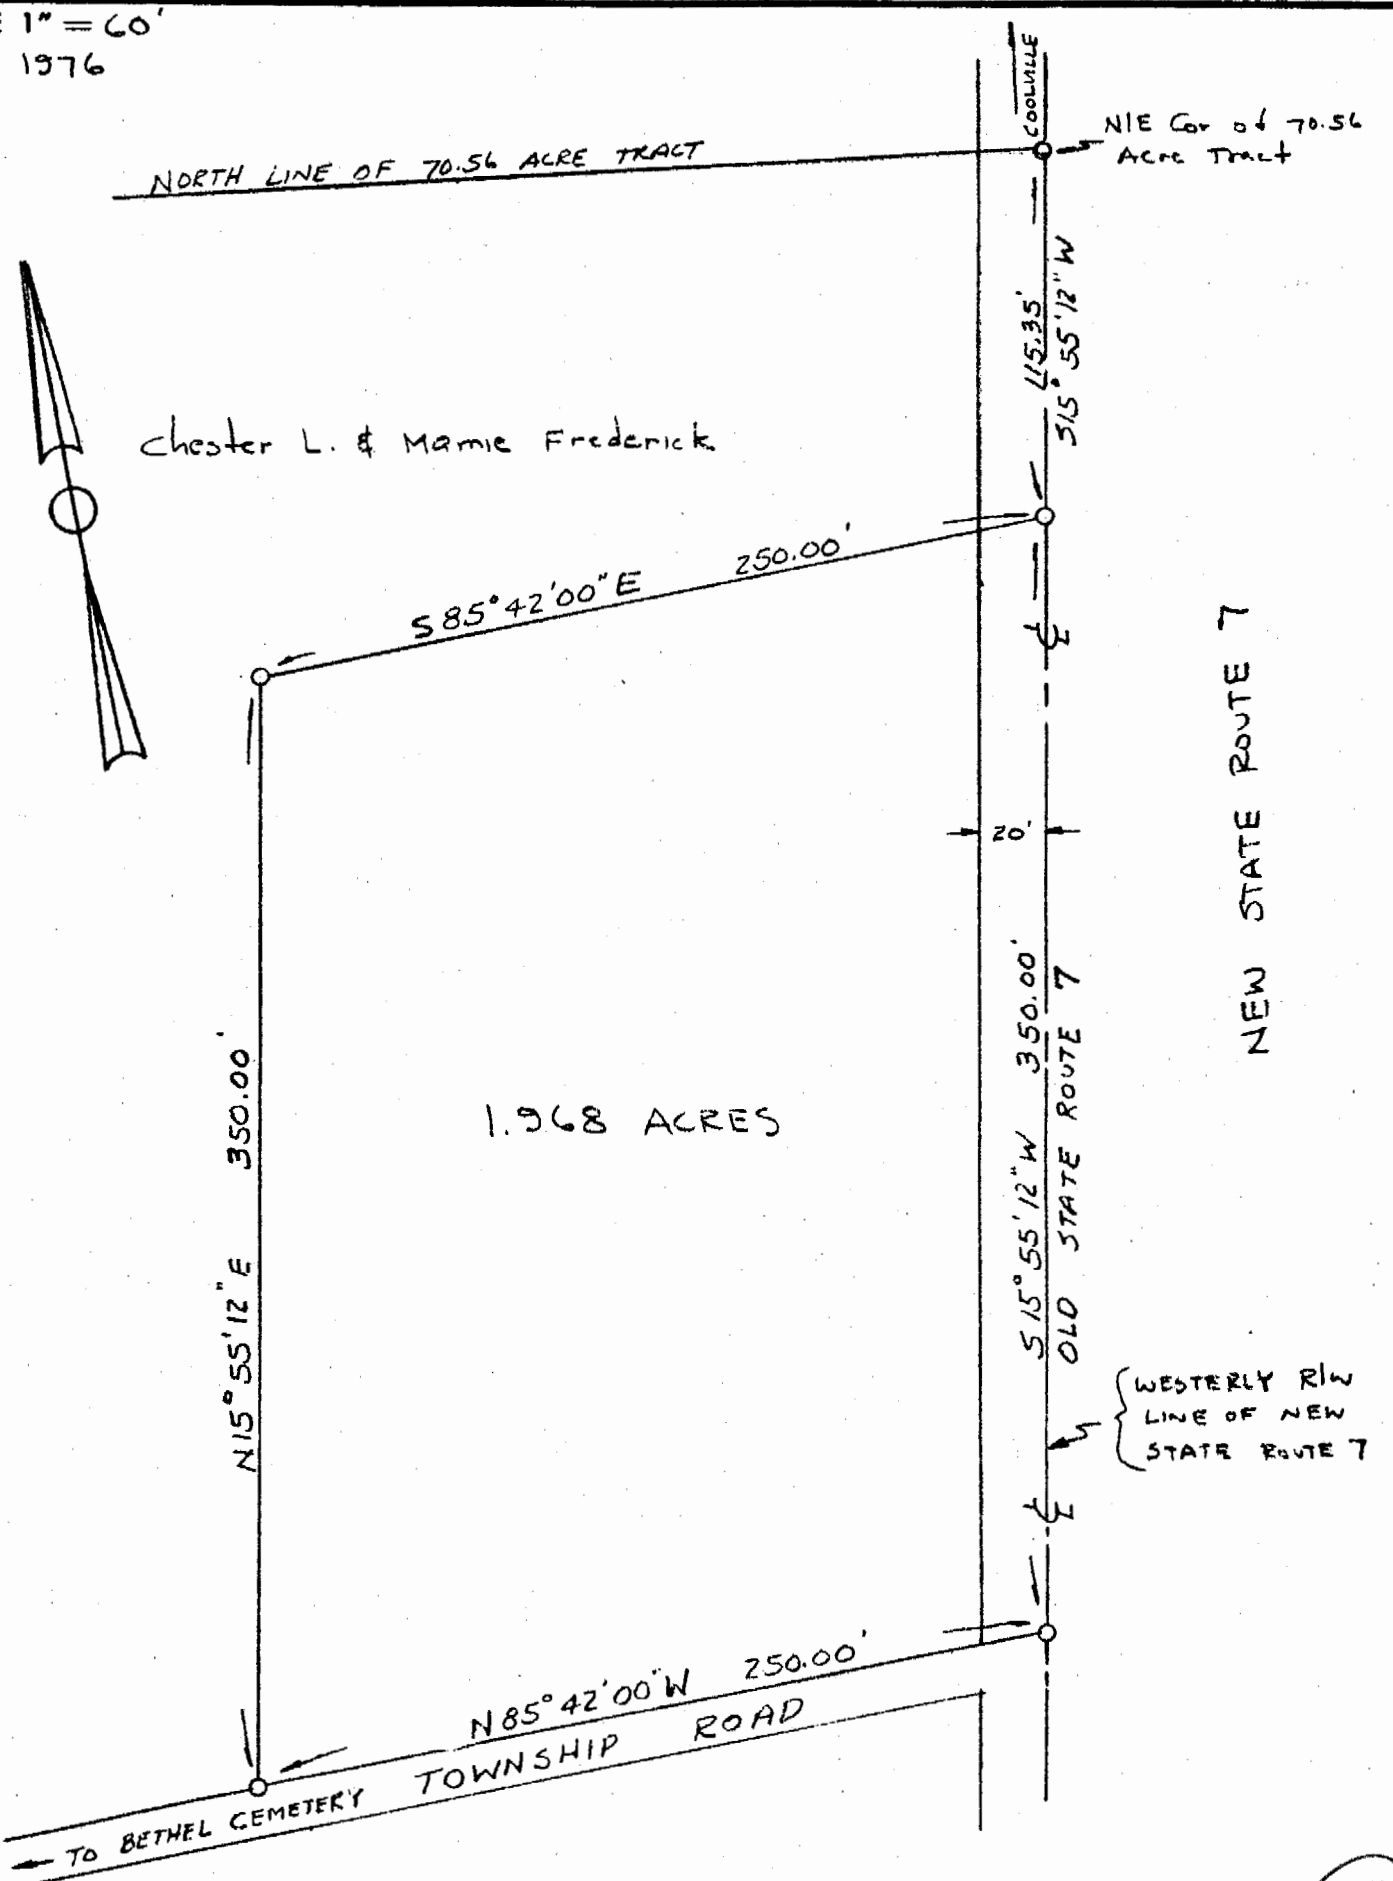 1" = 60'
1976
COOLVILLE
N/E Cor of 70.56
Acre Tract
NORTH LINE OF 70.56 ACRE TRACT
115.35'
S15°55'12"W
Chester L. & Mamie Frederick
S85°42'00"E 250.00'
NEW STATE ROUTE 7
20'
N15°55'12"E 350.00'
1.968 ACRES
S15°55'12"W 350.00'
OLD STATE ROUTE 7
WESTERLY R/W
LINE OF NEW
STATE ROUTE 7
N85°42'00"W 250.00'
TOWNSHIP ROAD
TO BETHEL CEMETERY